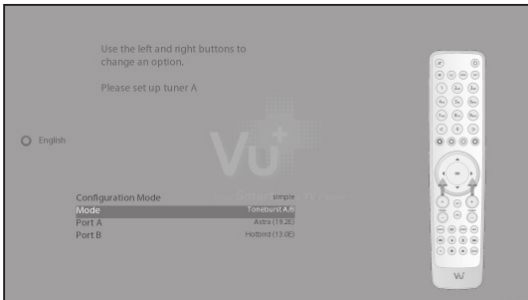 Use the left and right buttons to
change an option.
Please set up tuner A
English
Vu+
Configuration Mode simple
Mode Toneburst A/B
Port A Astra (19.2E)
Port B Hotbird (13.0E)
VU